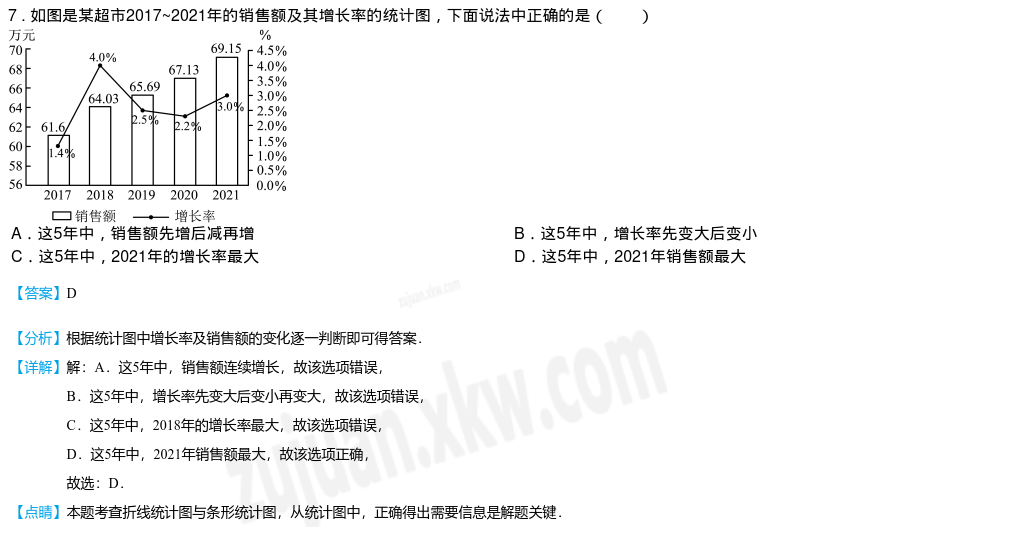 7．如图是某超市2017~2021年的销售额及其增长率的统计图，下面说法中正确的是（　　）
万元 %
70 69.15 4.5%
68 4.0% 67.13 4.0%
66 65.69 3.5%
64 64.03 3.0% 3.0%
62 61.6 2.5% 2.2% 2.5%
2.0%
60 1.4% 1.5%
58 1.0%
0.5%
56 0.0%
2017 2018 2019 2020 2021
销售额 增长率
A．这5年中，销售额先增后减再增 B．这5年中，增长率先变大后变小
C．这5年中，2021年的增长率最大 D．这5年中，2021年销售额最大
【答案】D
【分析】根据统计图中增长率及销售额的变化逐一判断即可得答案．
【详解】解：A．这5年中，销售额连续增长，故该选项错误，
B．这5年中，增长率先变大后变小再变大，故该选项错误，
C．这5年中，2018年的增长率最大，故该选项错误，
D．这5年中，2021年销售额最大，故该选项正确，
故选：D．
【点睛】本题考查折线统计图与条形统计图，从统计图中，正确得出需要信息是解题关键．
zujuan.xkw.com
zujuan.xkw.com